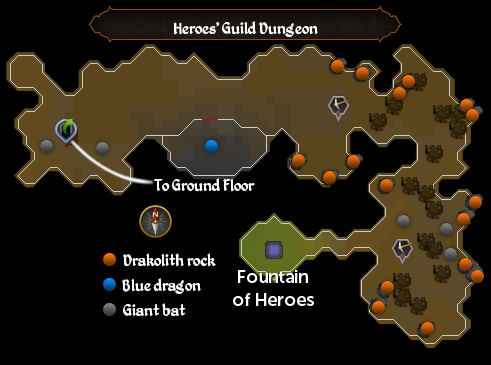 Heroes' Guild Dungeon
To Ground Floor
Drakolith rock
Blue dragon
Giant bat
Fountain
of Heroes
N